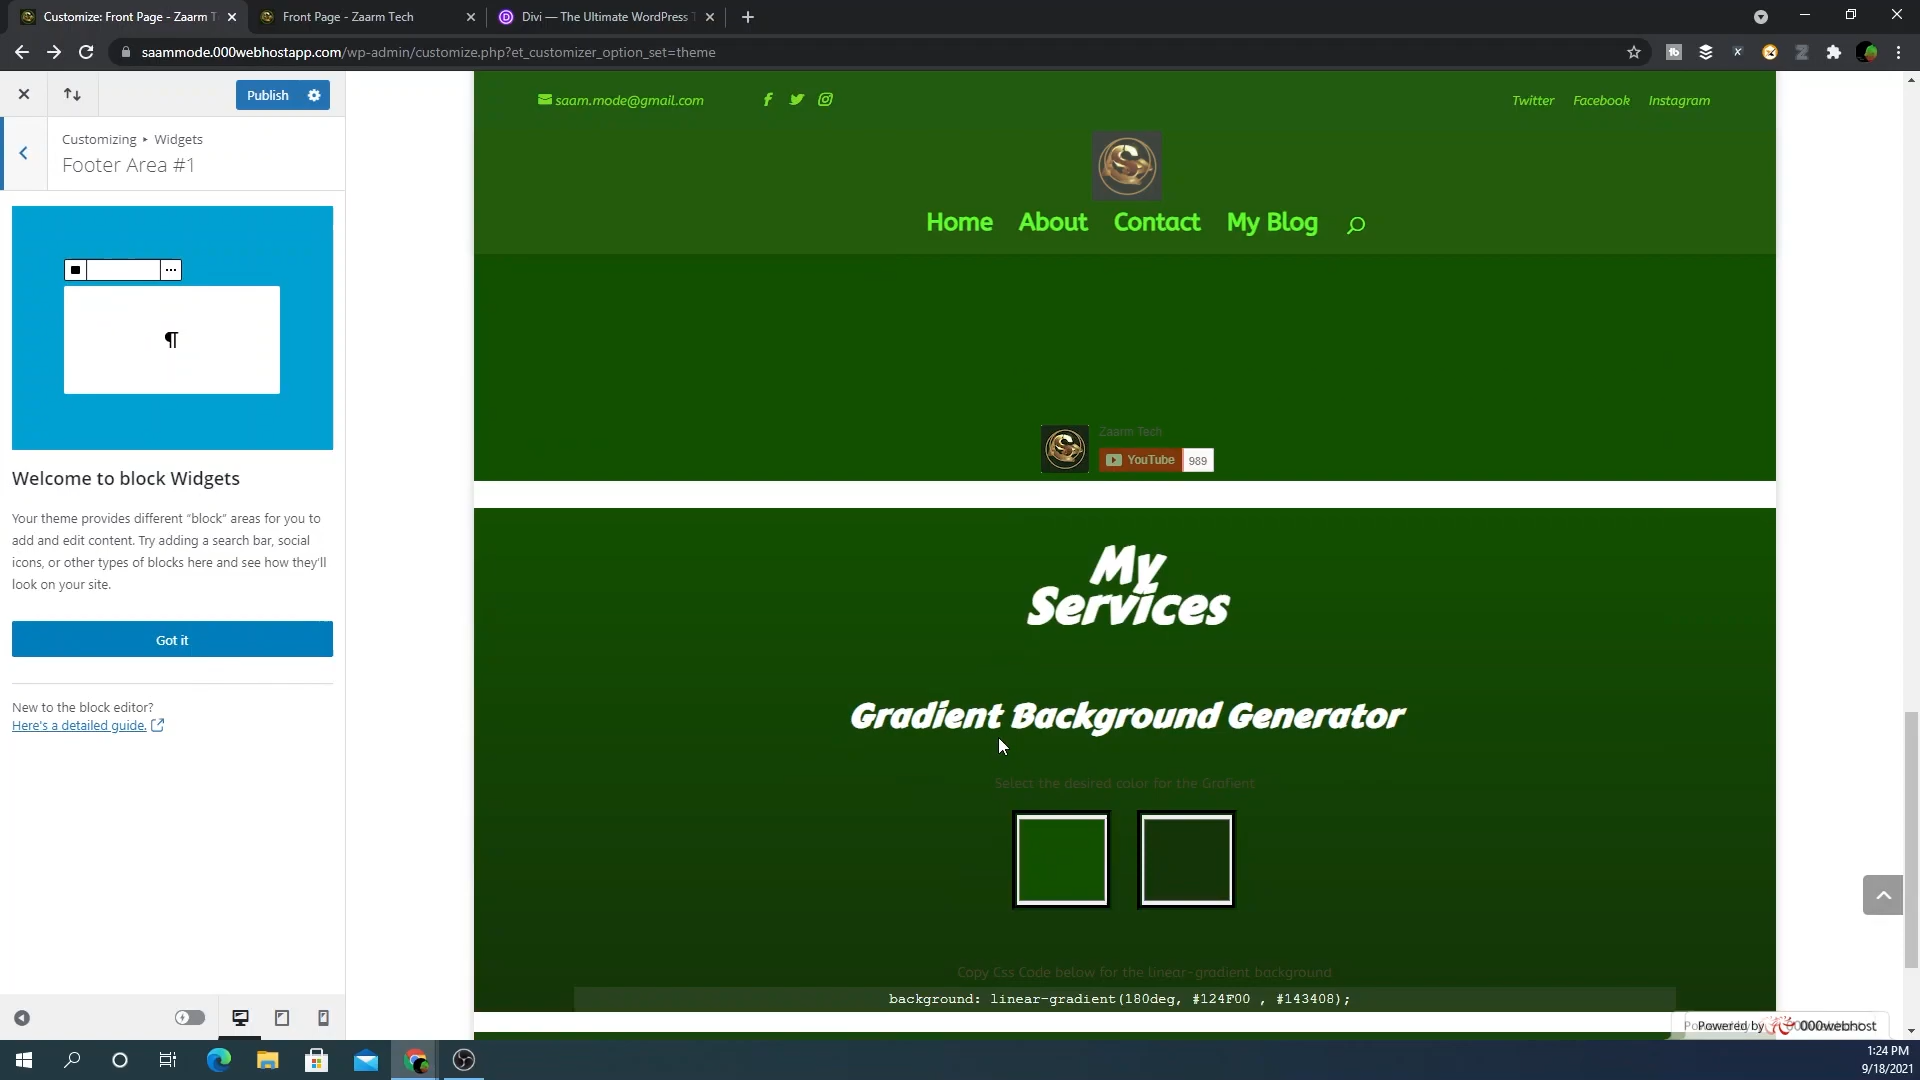 Customize: Front Page - Zaarm T
Front Page - Zaarm Tech
Divi — The Ultimate WordPress T
saammode.000webhostapp.com/wp-admin/customize.php?et_customizer_option_set=theme
Publish
Customizing ▸ Widgets
Footer Area #1
¶
Welcome to block Widgets
Your theme provides different “block” areas for you to
add and edit content. Try adding a search bar, social
icons, or other types of blocks here and see how they'll
look on your site.
Got it
New to the block editor?
Here's a detailed guide.
saam.mode@gmail.com
Twitter Facebook Instagram
Home About Contact My Blog
Zaarm Tech
YouTube 989
My
Services
Gradient Background Generator
Select the desired color for the Grafient
Copy Css Code below for the linear-gradient background
background: linear-gradient(180deg, #124F00 , #143408);
Powered by 000webhost
1:24 PM
9/18/2021